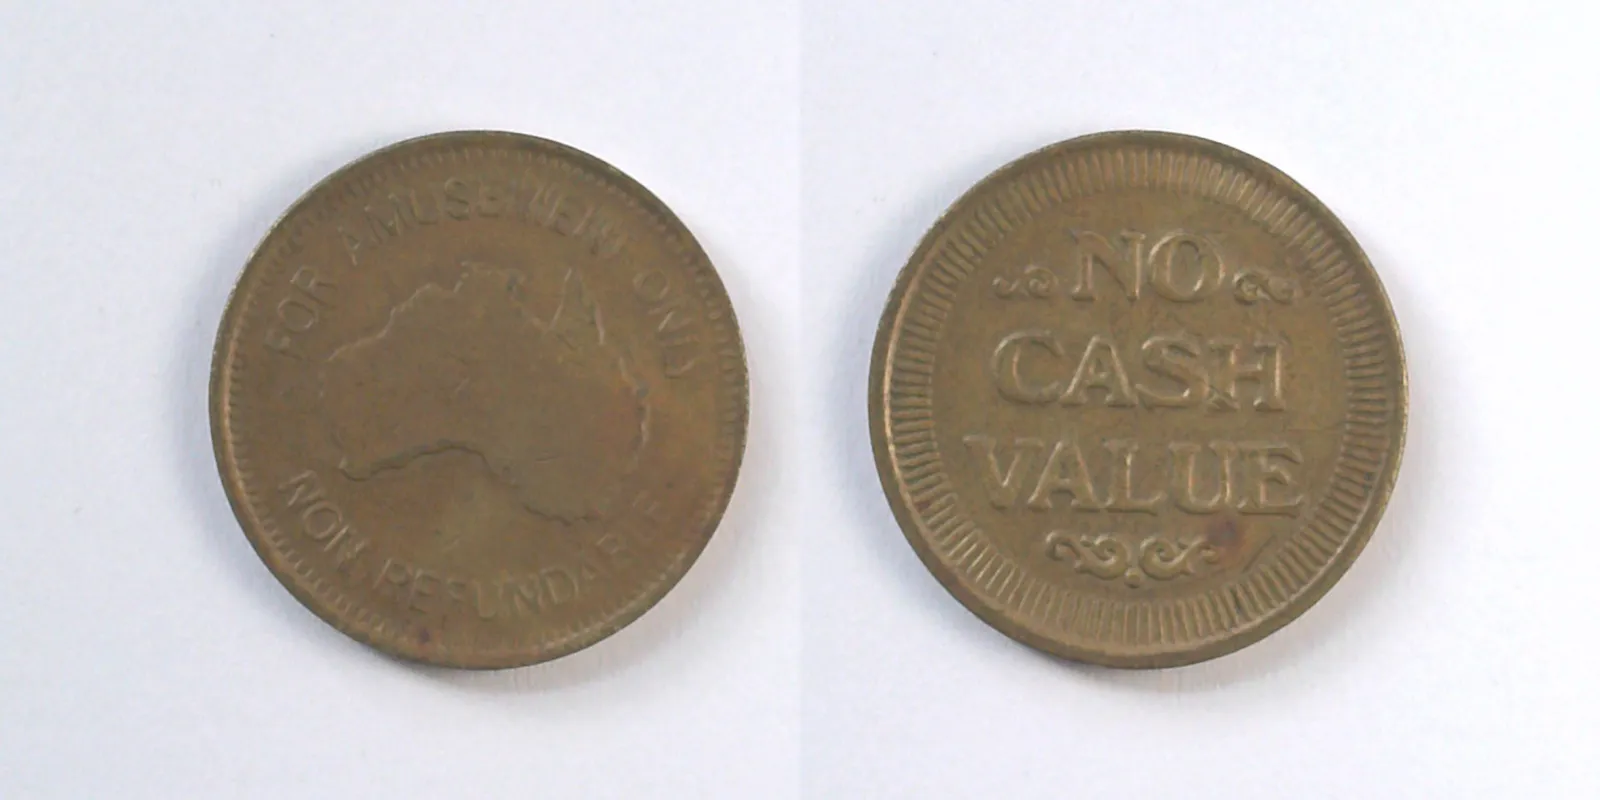 FOR AMUSEMENT ONLY
NON REFUNDABLE
NO
CASH
VALUE